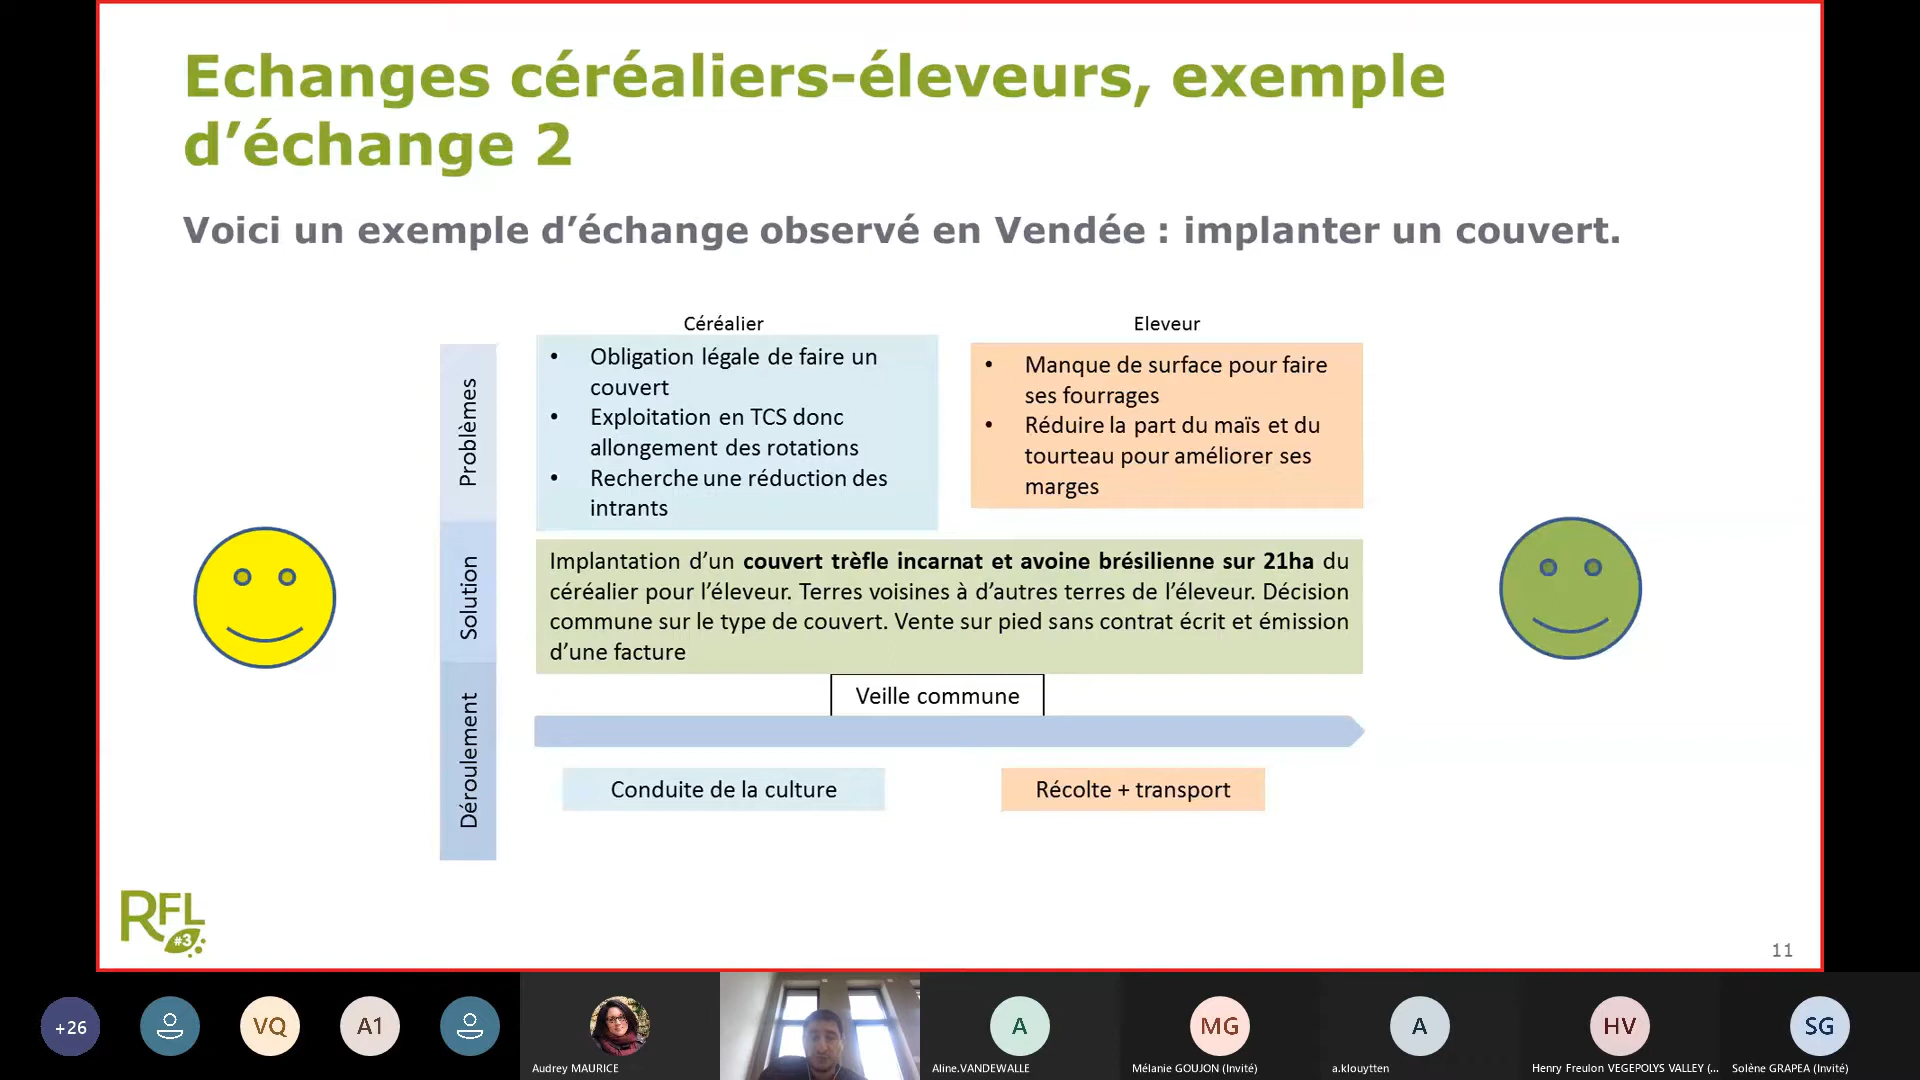 Echanges céréaliers-éleveurs, exemple
d’échange 2
Voici un exemple d’échange observé en Vendée : implanter un couvert.
Céréalier
Eleveur
Problèmes
• Obligation légale de faire un
couvert
• Exploitation en TCS donc
allongement des rotations
• Recherche une réduction des
intrants
• Manque de surface pour faire
ses fourrages
• Réduire la part du maïs et du
tourteau pour améliorer ses
marges
Solution
Implantation d’un couvert trèfle incarnat et avoine brésilienne sur 21ha du
céréalier pour l’éleveur. Terres voisines à d’autres terres de l’éleveur. Décision
commune sur le type de couvert. Vente sur pied sans contrat écrit et émission
d’une facture
Déroulement
Veille commune
Conduite de la culture
Récolte + transport
RFL
#3
11
+26
VQ
A1
Audrey MAURICE
A
Aline.VANDEWALLE
MG
Mélanie GOUJON (Invité)
A
a.klouytten
HV
Henry Freulon VEGEPOLYS VALLEY (...
SG
Solène GRAPEA (Invité)